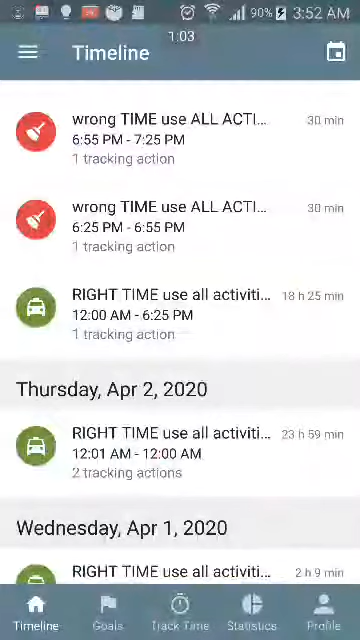 90% 3:52 AM
1:03
Timeline
wrong TIME use ALL ACTI... 30 min
6:55 PM - 7:25 PM
1 tracking action
wrong TIME use ALL ACTI... 30 min
6:25 PM - 6:55 PM
1 tracking action
RIGHT TIME use all activiti... 18 h 25 min
12:00 AM - 6:25 PM
1 tracking action
Thursday, Apr 2, 2020
RIGHT TIME use all activiti... 23 h 59 min
12:01 AM - 12:00 AM
2 tracking actions
Wednesday, Apr 1, 2020
RIGHT TIME use all activiti... 2 h 9 min
Timeline Goals Track Time Statistics Profile